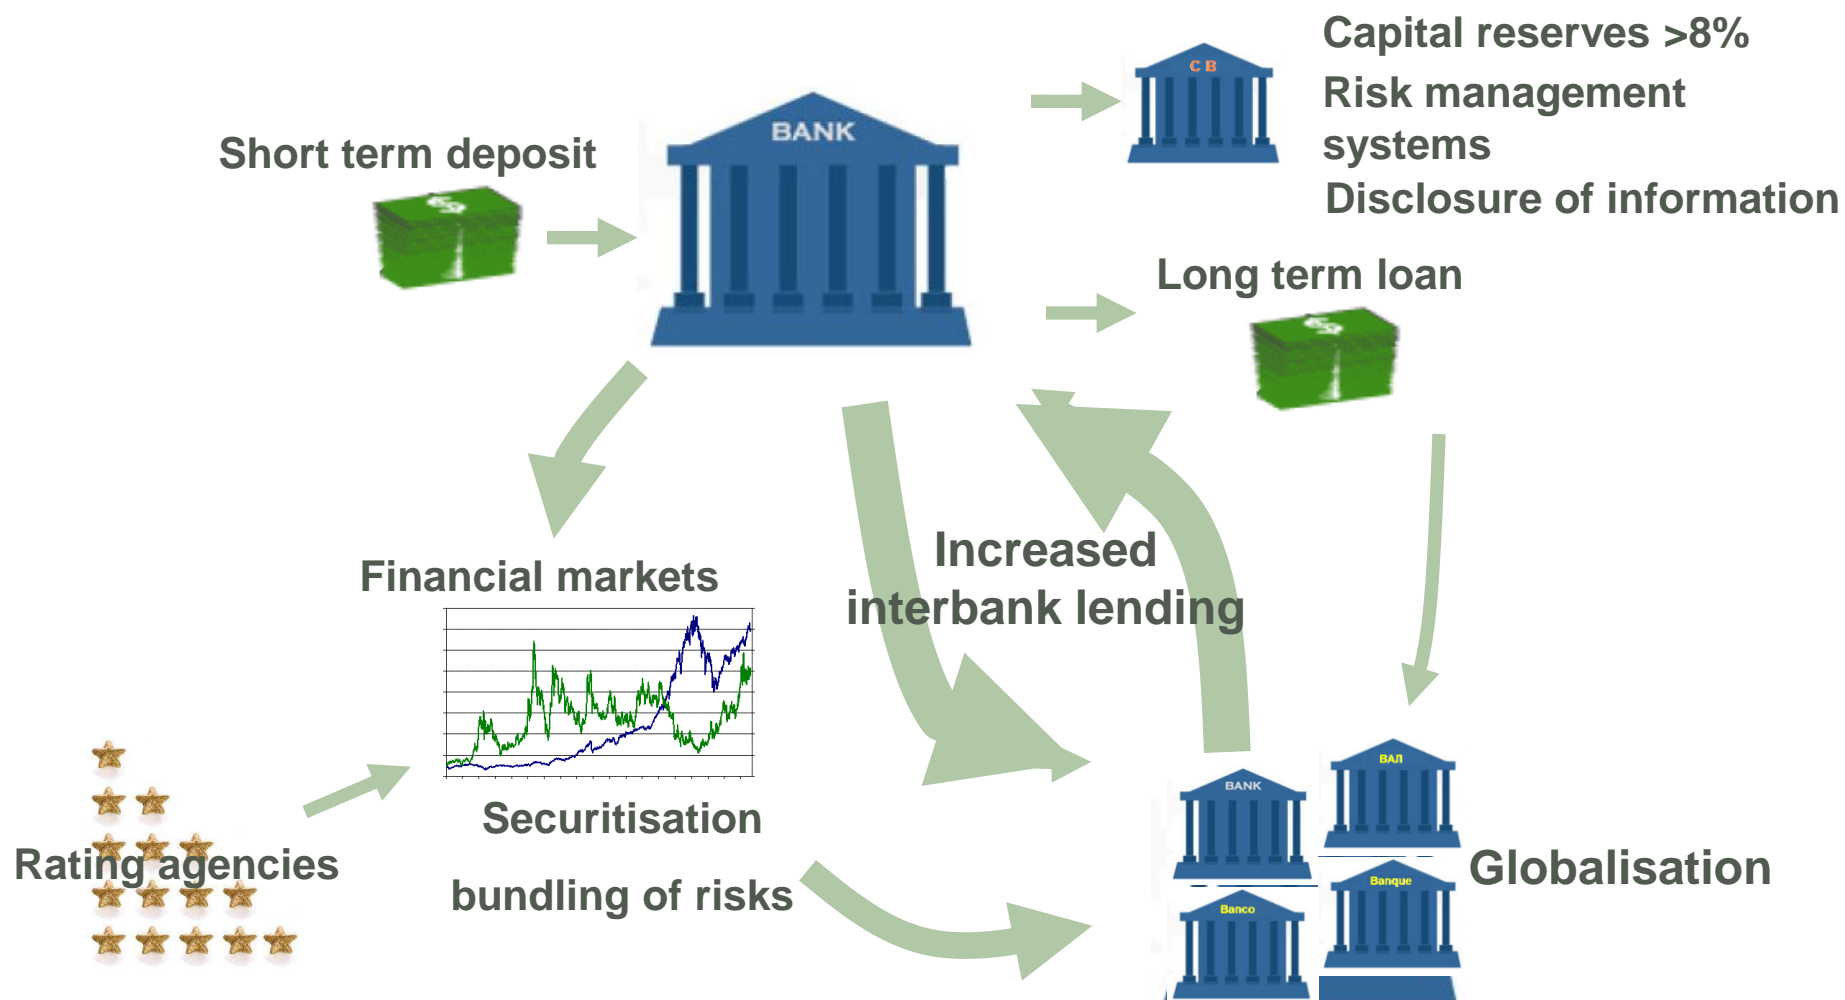 Capital reserves >8%
C B
Risk management
systems
BANK
Short term deposit
Disclosure of information
Long term loan
Increased
interbank lending
Financial markets
Securitisation
bundling of risks
Rating agencies
BANK
ВАЛ
Banco
Banque
Globalisation